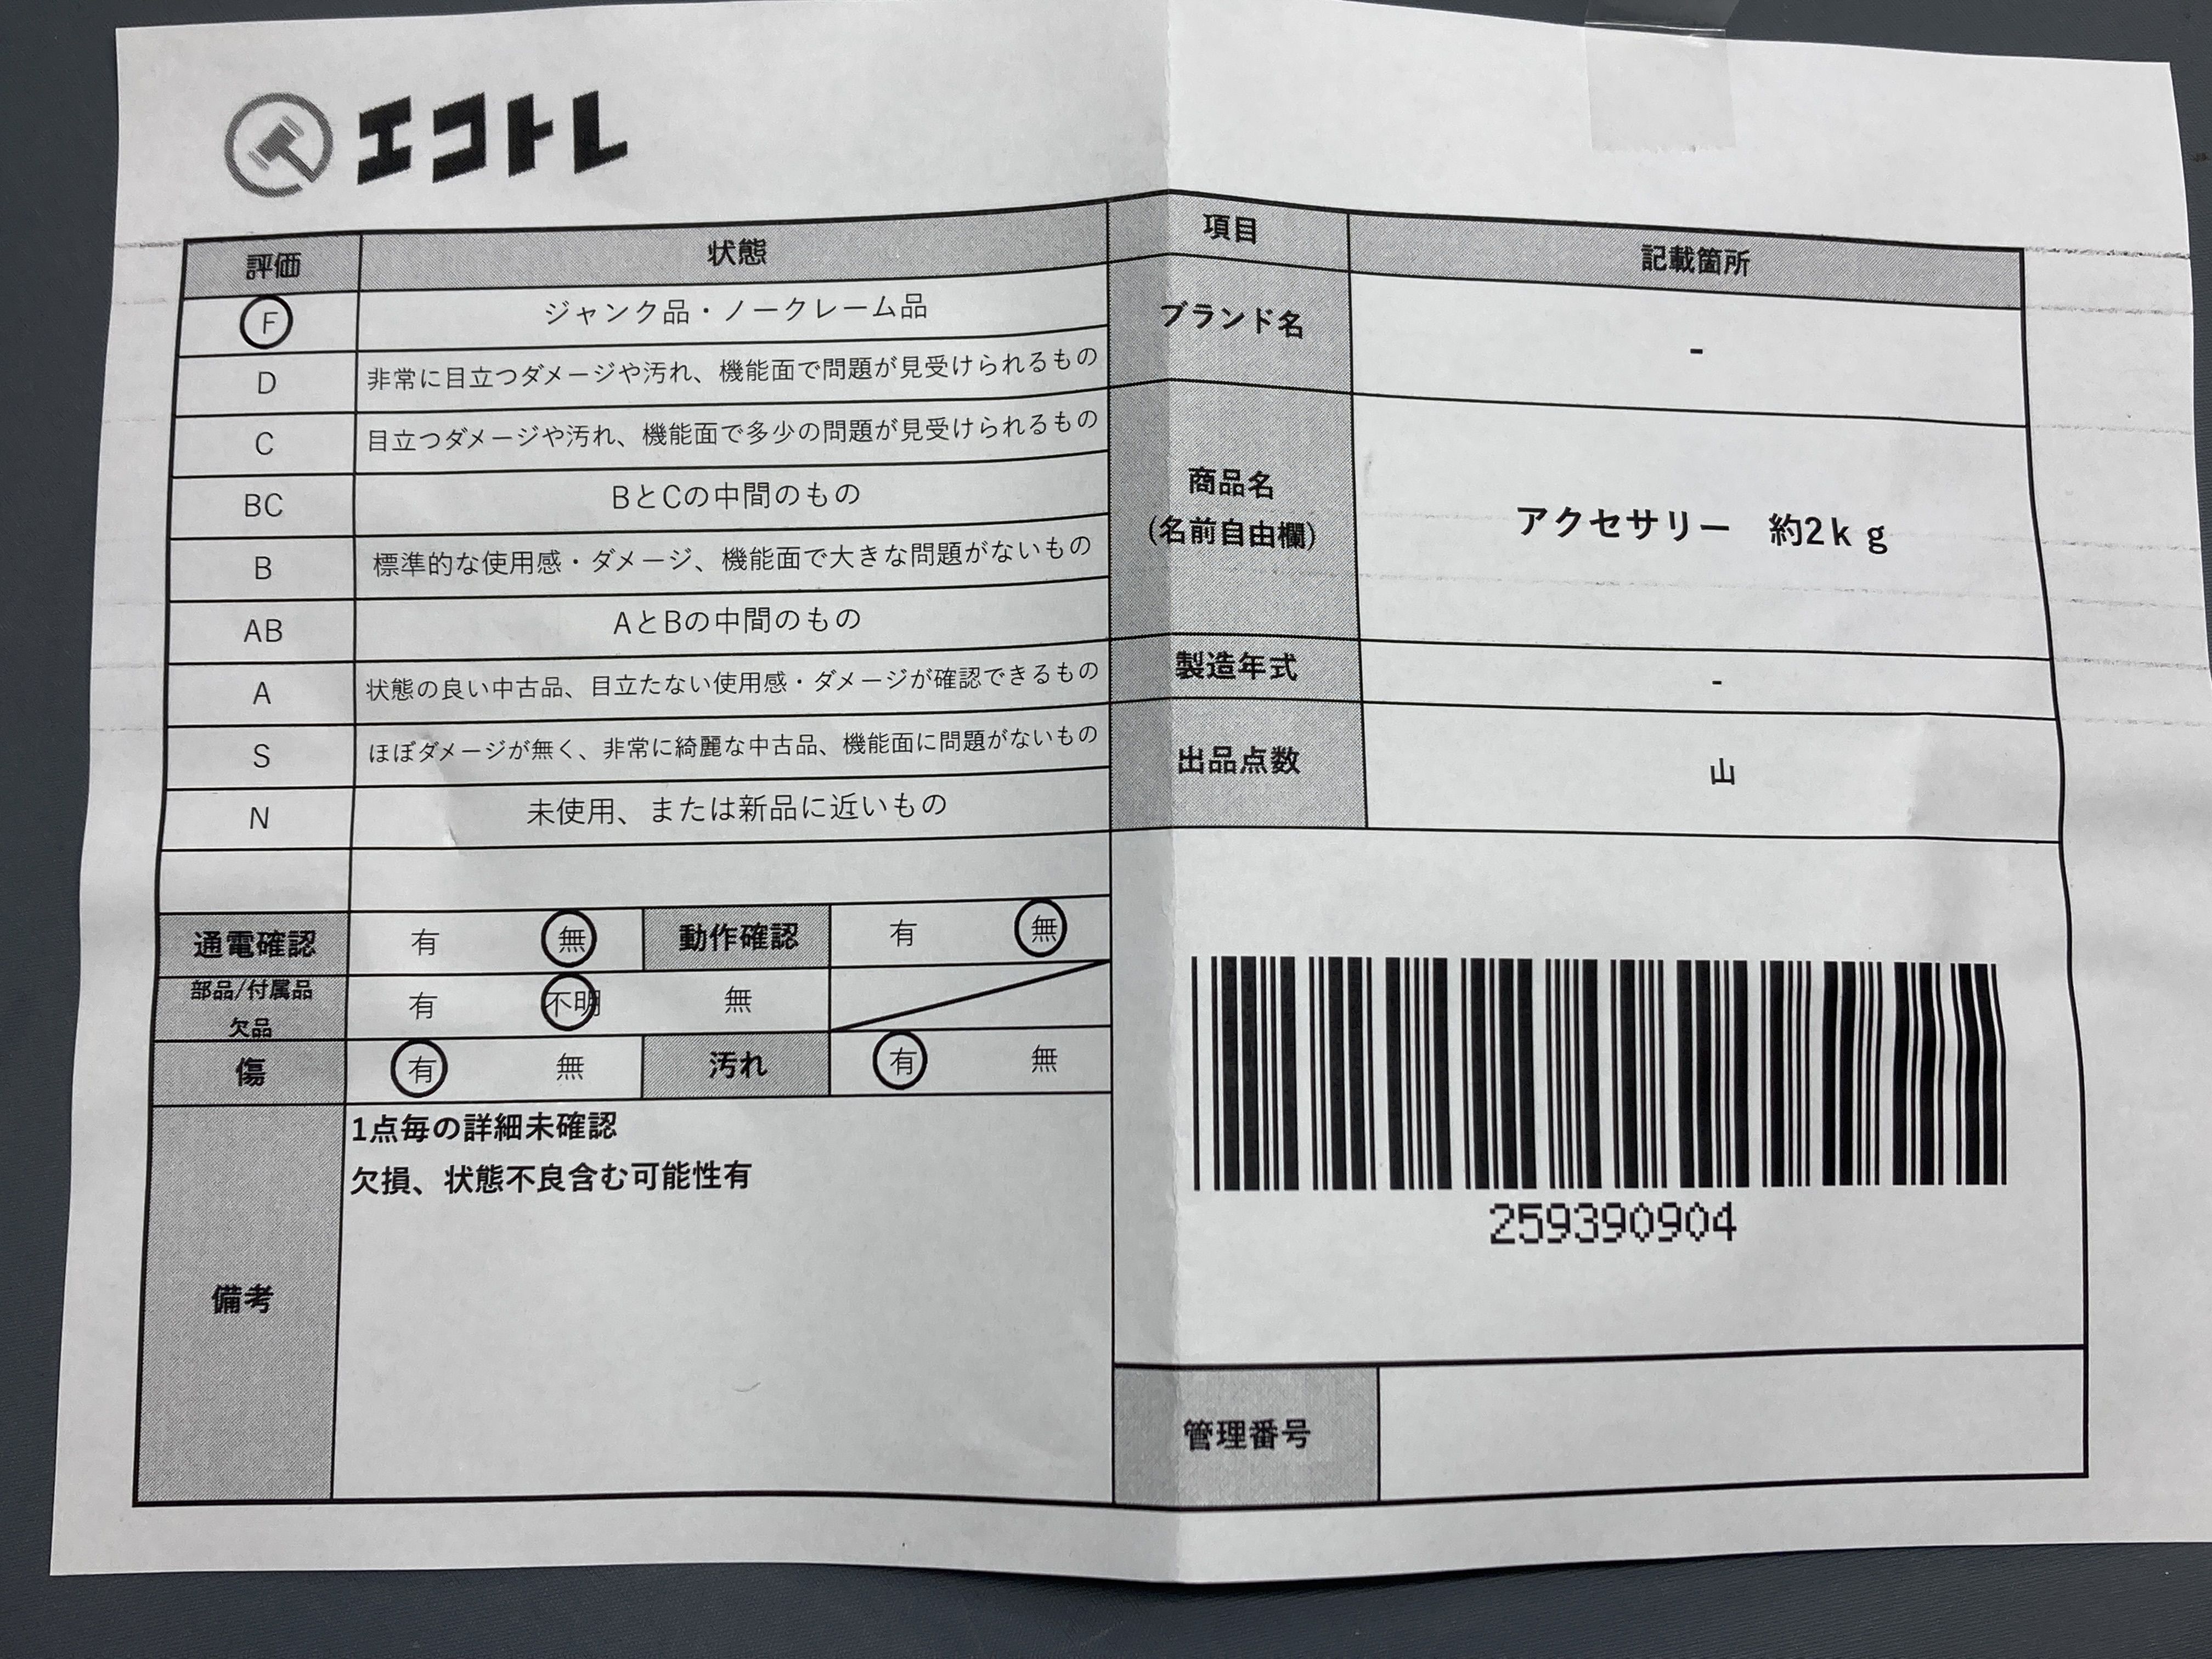 エコトレ
評価 状態
F ジャンク品・ノークレーム品
D 非常に目立つダメージや汚れ、機能面で問題が見受けられるもの
C 目立つダメージや汚れ、機能面で多少の問題が見受けられるもの
BC BとCの中間のもの
B 標準的な使用感・ダメージ、機能面で大きな問題がないもの
AB AとBの中間のもの
A 状態の良い中古品、目立たない使用感・ダメージが確認できるもの
S ほぼダメージが無く、非常に綺麗な中古品、機能面に問題がないもの
N 未使用、または新品に近いもの
通電確認 有 無 動作確認 有 無
部品/付属品
欠品
有 不明 無
傷 有 無 汚れ 有 無
備考
1点毎の詳細未確認
欠損、状態不良含む可能性有
項目 記載箇所
ブランド名 -
商品名
(名前自由欄)
アクセサリー 約2kg
製造年式 -
出品点数 山
259390904
管理番号